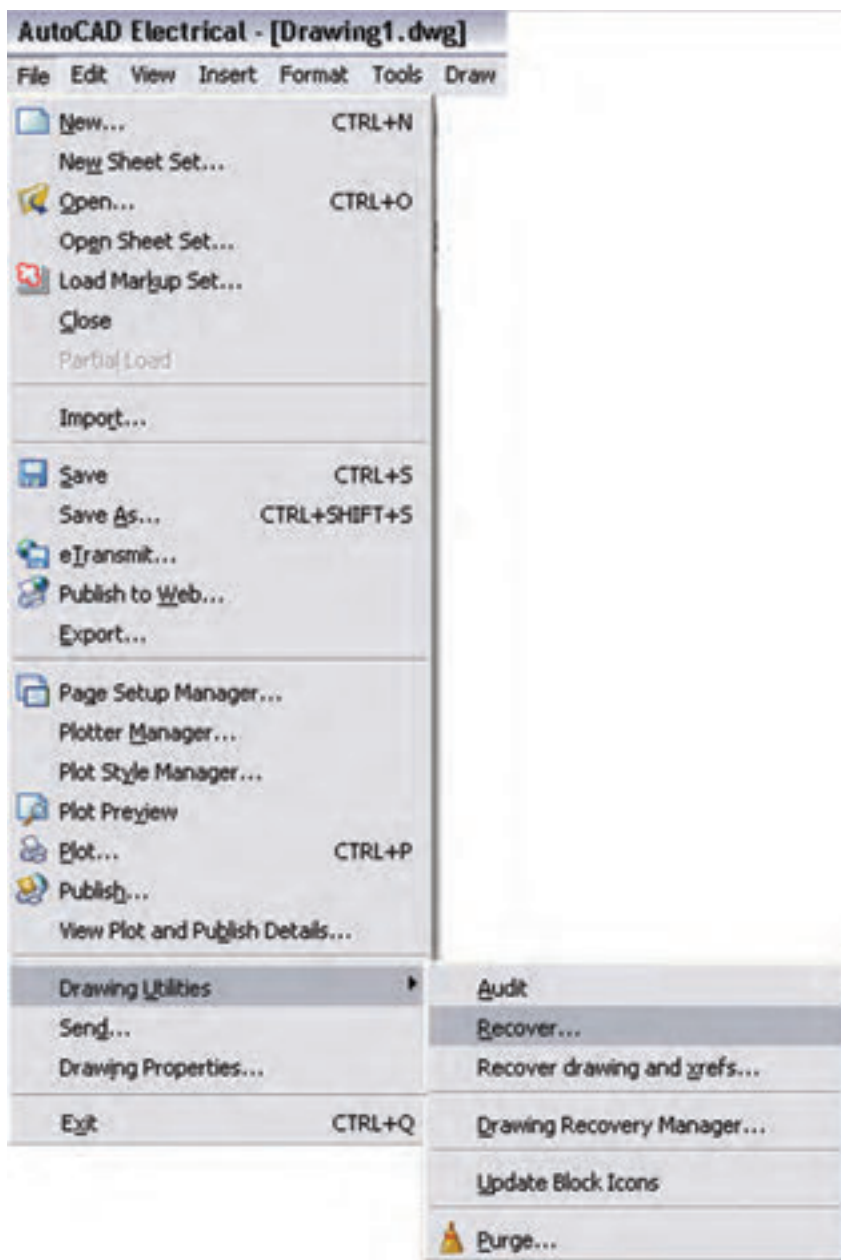 AutoCAD Electrical - [Drawing1.dwg]
File Edit View Insert Format Tools Draw
New... CTRL+N
New Sheet Set...
Open... CTRL+O
Open Sheet Set...
Load Markup Set...
Close
Partial Load
Import...
Save CTRL+S
Save As... CTRL+SHIFT+S
eTransmit...
Publish to Web...
Export...
Page Setup Manager...
Plotter Manager...
Plot Style Manager...
Plot Preview
Plot... CTRL+P
Publish...
View Plot and Publish Details...
Drawing Utilities
Send...
Drawing Properties...
Exit CTRL+Q
Audit
Recover...
Recover drawing and xrefs...
Drawing Recovery Manager...
Update Block Icons
Purge...